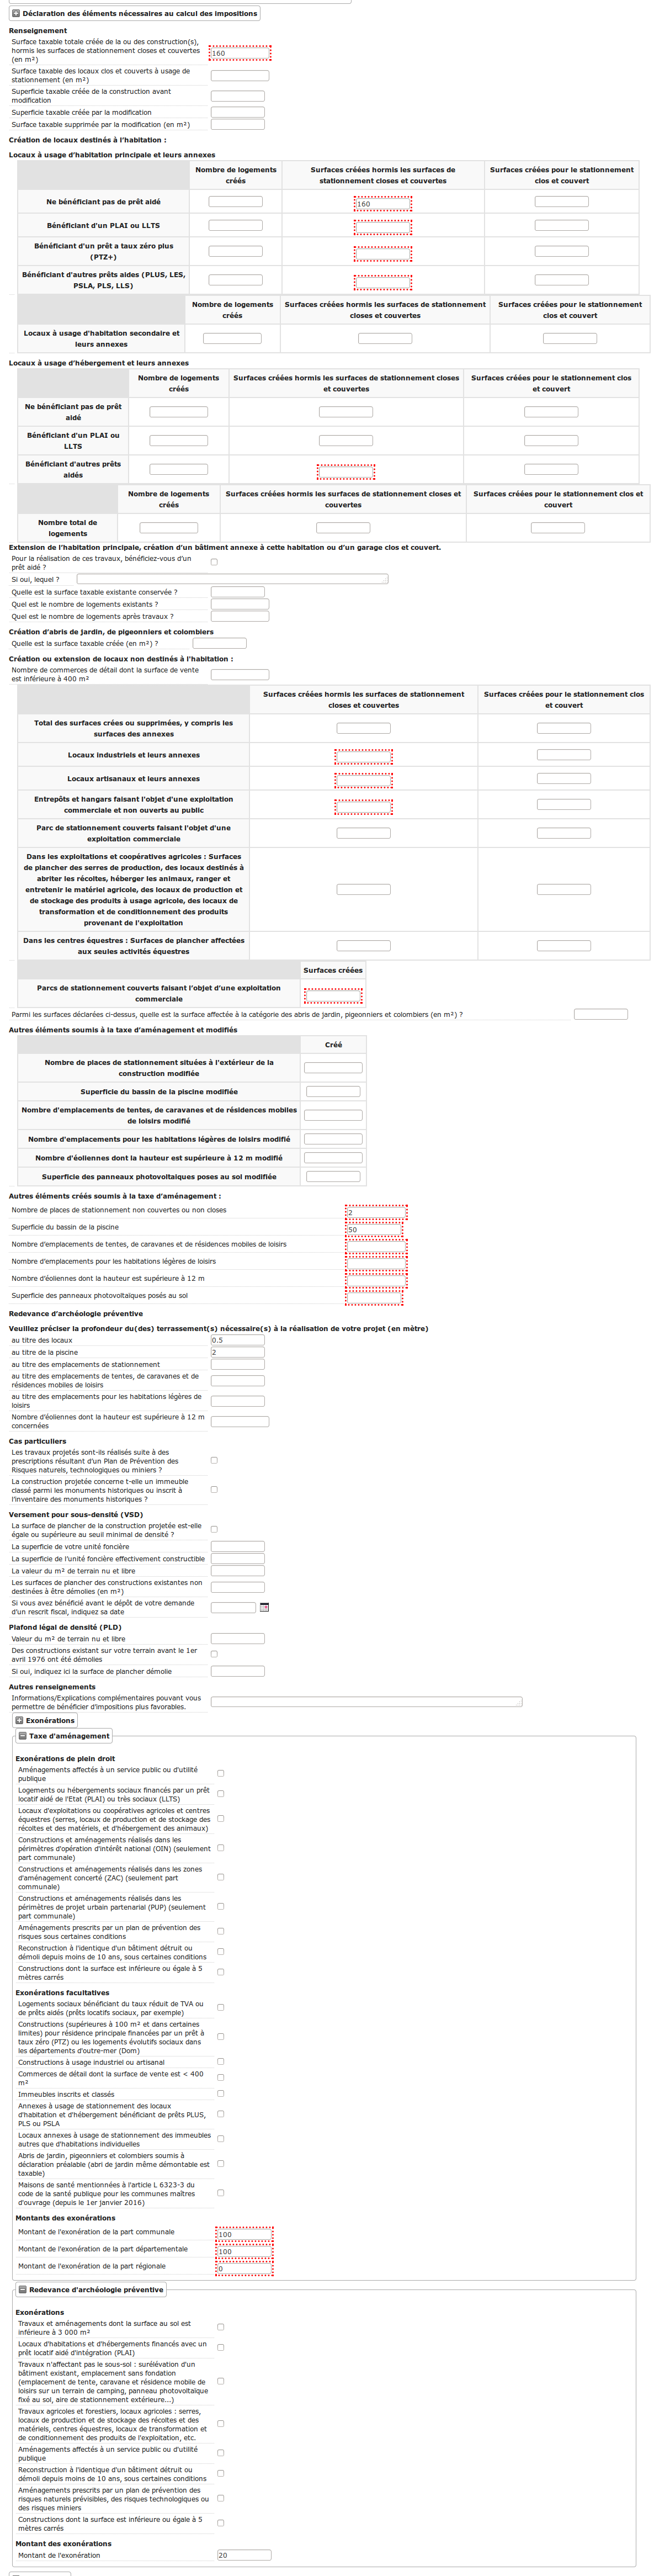 Déclaration des éléments nécessaires au calcul des impositions
Renseignement
Surface taxable totale créée de la ou des construction(s),
hormis les surfaces de stationnement closes et couvertes
(en m²)
160
Surface taxable des locaux clos et couverts à usage de
stationnement (en m²)
Superficie taxable créée de la construction avant
modification
Superficie taxable créée par la modification
Surface taxable supprimée par la modification (en m²)
Création de locaux destinés à l’habitation :
Locaux à usage d’habitation principale et leurs annexes
Nombre de logements
créés
Surfaces créées hormis les surfaces de
stationnement closes et couvertes
Surfaces créées pour le stationnement
clos et couvert
Ne bénéficiant pas de prêt aidé
160
Bénéficiant d'un PLAI ou LLTS
Bénéficiant d'un prêt a taux zéro plus
(PTZ+)
Bénéficiant d'autres prêts aides (PLUS, LES,
PSLA, PLS, LLS)
Nombre de logements
créés
Surfaces créées hormis les surfaces de stationnement
closes et couvertes
Surfaces créées pour le stationnement
clos et couvert
Locaux à usage d'habitation secondaire et
leurs annexes
Locaux à usage d’hébergement et leurs annexes
Nombre de logements
créés
Surfaces créées hormis les surfaces de stationnement closes
et couvertes
Surfaces créées pour le stationnement clos
et couvert
Ne bénéficiant pas de prêt
aidé
Bénéficiant d'un PLAI ou
LLTS
Bénéficiant d'autres prêts
aidés
Nombre de logements
créés
Surfaces créées hormis les surfaces de stationnement closes et
couvertes
Surfaces créées pour le stationnement clos et
couvert
Nombre total de
logements
Extension de l’habitation principale, création d’un bâtiment annexe à cette habitation ou d’un garage clos et couvert.
Pour la réalisation de ces travaux, bénéficiez-vous d'un
prêt aidé ?
Si oui, lequel ?
Quelle est la surface taxable existante conservée ?
Quel est le nombre de logements existants ?
Quel est le nombre de logements après travaux ?
Création d’abris de jardin, de pigeonniers et colombiers
Quelle est la surface taxable créée (en m²) ?
Création ou extension de locaux non destinés à l'habitation :
Nombre de commerces de détail dont la surface de vente
est inférieure à 400 m²
Surfaces créées hormis les surfaces de stationnement
closes et couvertes
Surfaces créées pour le stationnement clos
et couvert
Total des surfaces crées ou supprimées, y compris les
surfaces des annexes
Locaux industriels et leurs annexes
Locaux artisanaux et leurs annexes
Entrepôts et hangars faisant l'objet d'une exploitation
commerciale et non ouverts au public
Parc de stationnement couverts faisant l'objet d'une
exploitation commerciale
Dans les exploitations et coopératives agricoles : Surfaces
de plancher des serres de production, des locaux destinés à
abriter les récoltes, héberger les animaux, ranger et
entretenir le matériel agricole, des locaux de production et
de stockage des produits à usage agricole, des locaux de
transformation et de conditionnement des produits
provenant de l'exploitation
Dans les centres équestres : Surfaces de plancher affectées
aux seules activités équestres
Surfaces créées
Parcs de stationnement couverts faisant l’objet d’une exploitation
commerciale
Parmi les surfaces déclarées ci-dessus, quelle est la surface affectée à la catégorie des abris de jardin, pigeonniers et colombiers (en m²) ?
Autres éléments soumis à la taxe d’aménagement et modifiés
Créé
Nombre de places de stationnement situées à l'extérieur de la
construction modifiée
Superficie du bassin de la piscine modifiée
Nombre d'emplacements de tentes, de caravanes et de résidences mobiles
de loisirs modifié
Nombre d'emplacements pour les habitations légères de loisirs modifié
Nombre d'éoliennes dont la hauteur est supérieure à 12 m modifié
Superficie des panneaux photovoltaiques poses au sol modifiée
Autres éléments créés soumis à la taxe d’aménagement :
Nombre de places de stationnement non couvertes ou non closes
2
Superficie du bassin de la piscine
50
Nombre d’emplacements de tentes, de caravanes et de résidences mobiles de loisirs
Nombre d’emplacements pour les habitations légères de loisirs
Nombre d’éoliennes dont la hauteur est supérieure à 12 m
Superficie des panneaux photovoltaïques posés au sol
Redevance d’archéologie préventive
Veuillez préciser la profondeur du(des) terrassement(s) nécessaire(s) à la réalisation de votre projet (en mètre)
au titre des locaux
0.5
au titre de la piscine
2
au titre des emplacements de stationnement
au titre des emplacements de tentes, de caravanes et de
résidences mobiles de loisirs
au titre des emplacements pour les habitations légères de
loisirs
Nombre d’éoliennes dont la hauteur est supérieure à 12 m
concernées
Cas particuliers
Les travaux projetés sont-ils réalisés suite à des
prescriptions résultant d’un Plan de Prévention des
Risques naturels, technologiques ou miniers ?
La construction projetée concerne t-elle un immeuble
classé parmi les monuments historiques ou inscrit à
l’inventaire des monuments historiques ?
Versement pour sous-densité (VSD)
La surface de plancher de la construction projetée est-elle
égale ou supérieure au seuil minimal de densité ?
La superficie de votre unité foncière
La superficie de l’unité foncière effectivement constructible
La valeur du m² de terrain nu et libre
Les surfaces de plancher des constructions existantes non
destinées à être démolies (en m²)
Si vous avez bénéficié avant le dépôt de votre demande
d’un rescrit fiscal, indiquez sa date
Plafond légal de densité (PLD)
Valeur du m² de terrain nu et libre
Des constructions existant sur votre terrain avant le 1er
avril 1976 ont été démolies
Si oui, indiquez ici la surface de plancher démolie
Autres renseignements
Informations/Explications complémentaires pouvant vous
permettre de bénéficier d'impositions plus favorables.
Exonérations
Taxe d'aménagement
Exonérations de plein droit
Aménagements affectés à un service public ou d'utilité
publique
Logements ou hébergements sociaux financés par un prêt
locatif aidé de l'Etat (PLAI) ou très sociaux (LLTS)
Locaux d'exploitations ou coopératives agricoles et centres
équestres (serres, locaux de production et de stockage des
récoltes et des matériels, et d'hébergement des animaux)
Constructions et aménagements réalisés dans les
périmètres d'opération d'intérêt national (OIN) (seulement
part communale)
Constructions et aménagements réalisés dans les zones
d'aménagement concerté (ZAC) (seulement part
communale)
Constructions et aménagements réalisés dans les
périmètres de projet urbain partenarial (PUP) (seulement
part communale)
Aménagements prescrits par un plan de prévention des
risques sous certaines conditions
Reconstruction à l'identique d'un bâtiment détruit ou
démoli depuis moins de 10 ans, sous certaines conditions
Constructions dont la surface est inférieure ou égale à 5
mètres carrés
Exonérations facultatives
Logements sociaux bénéficiant du taux réduit de TVA ou
de prêts aidés (prêts locatifs sociaux, par exemple)
Constructions (supérieures à 100 m² et dans certaines
limites) pour résidence principale financées par un prêt à
taux zéro (PTZ) ou les logements évolutifs sociaux dans
les départements d'outre-mer (Dom)
Constructions à usage industriel ou artisanal
Commerces de détail dont la surface de vente est < 400
m²
Immeubles inscrits et classés
Annexes à usage de stationnement des locaux
d'habitation et d'hébergement bénéficiant de prêts PLUS,
PLS ou PSLA
Locaux annexes à usage de stationnement des immeubles
autres que d'habitations individuelles
Abris de jardin, pigeonniers et colombiers soumis à
déclaration préalable (abri de jardin même démontable est
taxable)
Maisons de santé mentionnées à l'article L 6323-3 du
code de la santé publique pour les communes maîtres
d'ouvrage (depuis le 1er janvier 2016)
Montants des exonérations
Montant de l'exonération de la part communale
100
Montant de l'exonération de la part départementale
100
Montant de l'exonération de la part régionale
0
Redevance d'archéologie préventive
Exonérations
Travaux et aménagements dont la surface au sol est
inférieure à 3 000 m²
Locaux d'habitations et d'hébergements financés avec un
prêt locatif aidé d'intégration (PLAI)
Travaux n'affectant pas le sous-sol : surélévation d'un
bâtiment existant, emplacement sans fondation
(emplacement de tente, caravane et résidence mobile de
loisirs sur un terrain de camping, panneau photovoltaïque
fixé au sol, aire de stationnement extérieure...)
Travaux agricoles et forestiers, locaux agricoles : serres,
locaux de production et de stockage des récoltes et des
matériels, centres équestres, locaux de transformation et
de conditionnement des produits de l'exploitation, etc.
Aménagements affectés à un service public ou d'utilité
publique
Reconstruction à l'identique d'un bâtiment détruit ou
démoli depuis moins de 10 ans, sous certaines conditions
Aménagements prescrits par un plan de prévention des
risques naturels prévisibles, des risques technologiques ou
des risques miniers
Constructions dont la surface est inférieure ou égale à 5
mètres carrés
Montant des exonérations
Montant de l'exonération
20